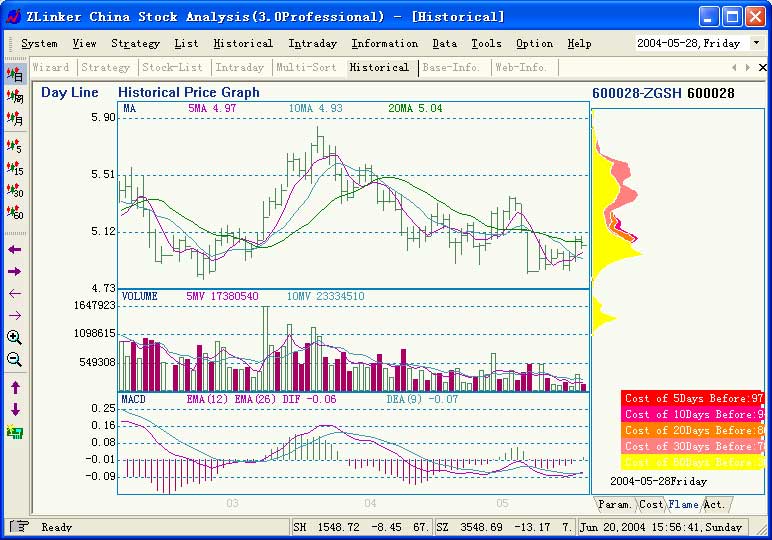 ZLinker China Stock Analysis(3.0Professional) - [Historical]
System View Strategy List Historical Intraday Information Data Tools Option Help 2004-05-28,Friday
Wizard Strategy Stock-List Intraday Multi-Sort Historical Base-Info. Web-Info.
Day Line Historical Price Graph 600028-ZGSH 600028
MA 5MA 4.97 10MA 4.93 20MA 5.04
5.90
5.51
5.12
4.73
日
周
月
5
15
30
60
VOLUME 5MV 17380540 10MV 23334510
1647923
1098615
549308
MACD EMA(12) EMA(26) DIF -0.06 DEA(9) -0.07
0.25
0.16
0.08
-0.01
-0.09
03 04 05
Cost of 5Days Before:97
Cost of 10Days Before:9
Cost of 20Days Before:8
Cost of 30Days Before:7
Cost of 60Days Before:
2004-05-28Friday
Param. Cost Flame Act.
Ready SH 1548.72 -8.45 67. SZ 3548.69 -13.17 7. Jun 20,2004 15:56:41,Sunday